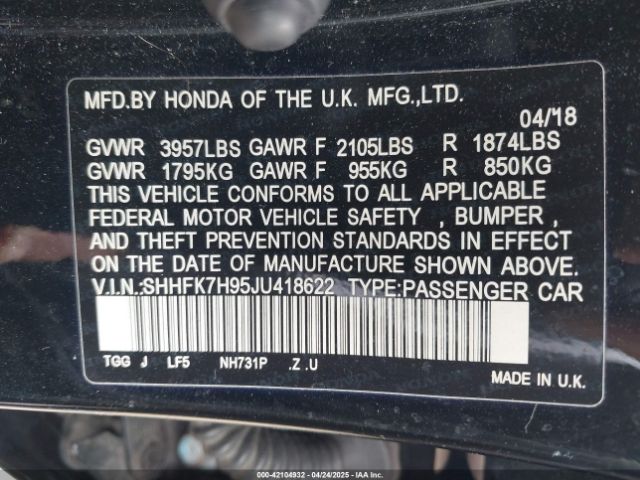 MFD.BY HONDA OF THE U.K. MFG.,LTD.
04/18
GVWR 3957LBS GAWR F 2105LBS R 1874LBS
GVWR 1795KG GAWR F 955KG R 850KG
THIS VEHICLE CONFORMS TO ALL APPLICABLE
FEDERAL MOTOR VEHICLE SAFETY , BUMPER ,
AND THEFT PREVENTION STANDARDS IN EFFECT
ON THE DATE OF MANUFACTURE SHOWN ABOVE.
V.I.N.:SHHFK7H95JU418622 TYPE:PASSENGER CAR
TGG J LF5 NH731P .Z .U
MADE IN U.K.
000-42104932 - 04/24/2025 - IAA Inc.